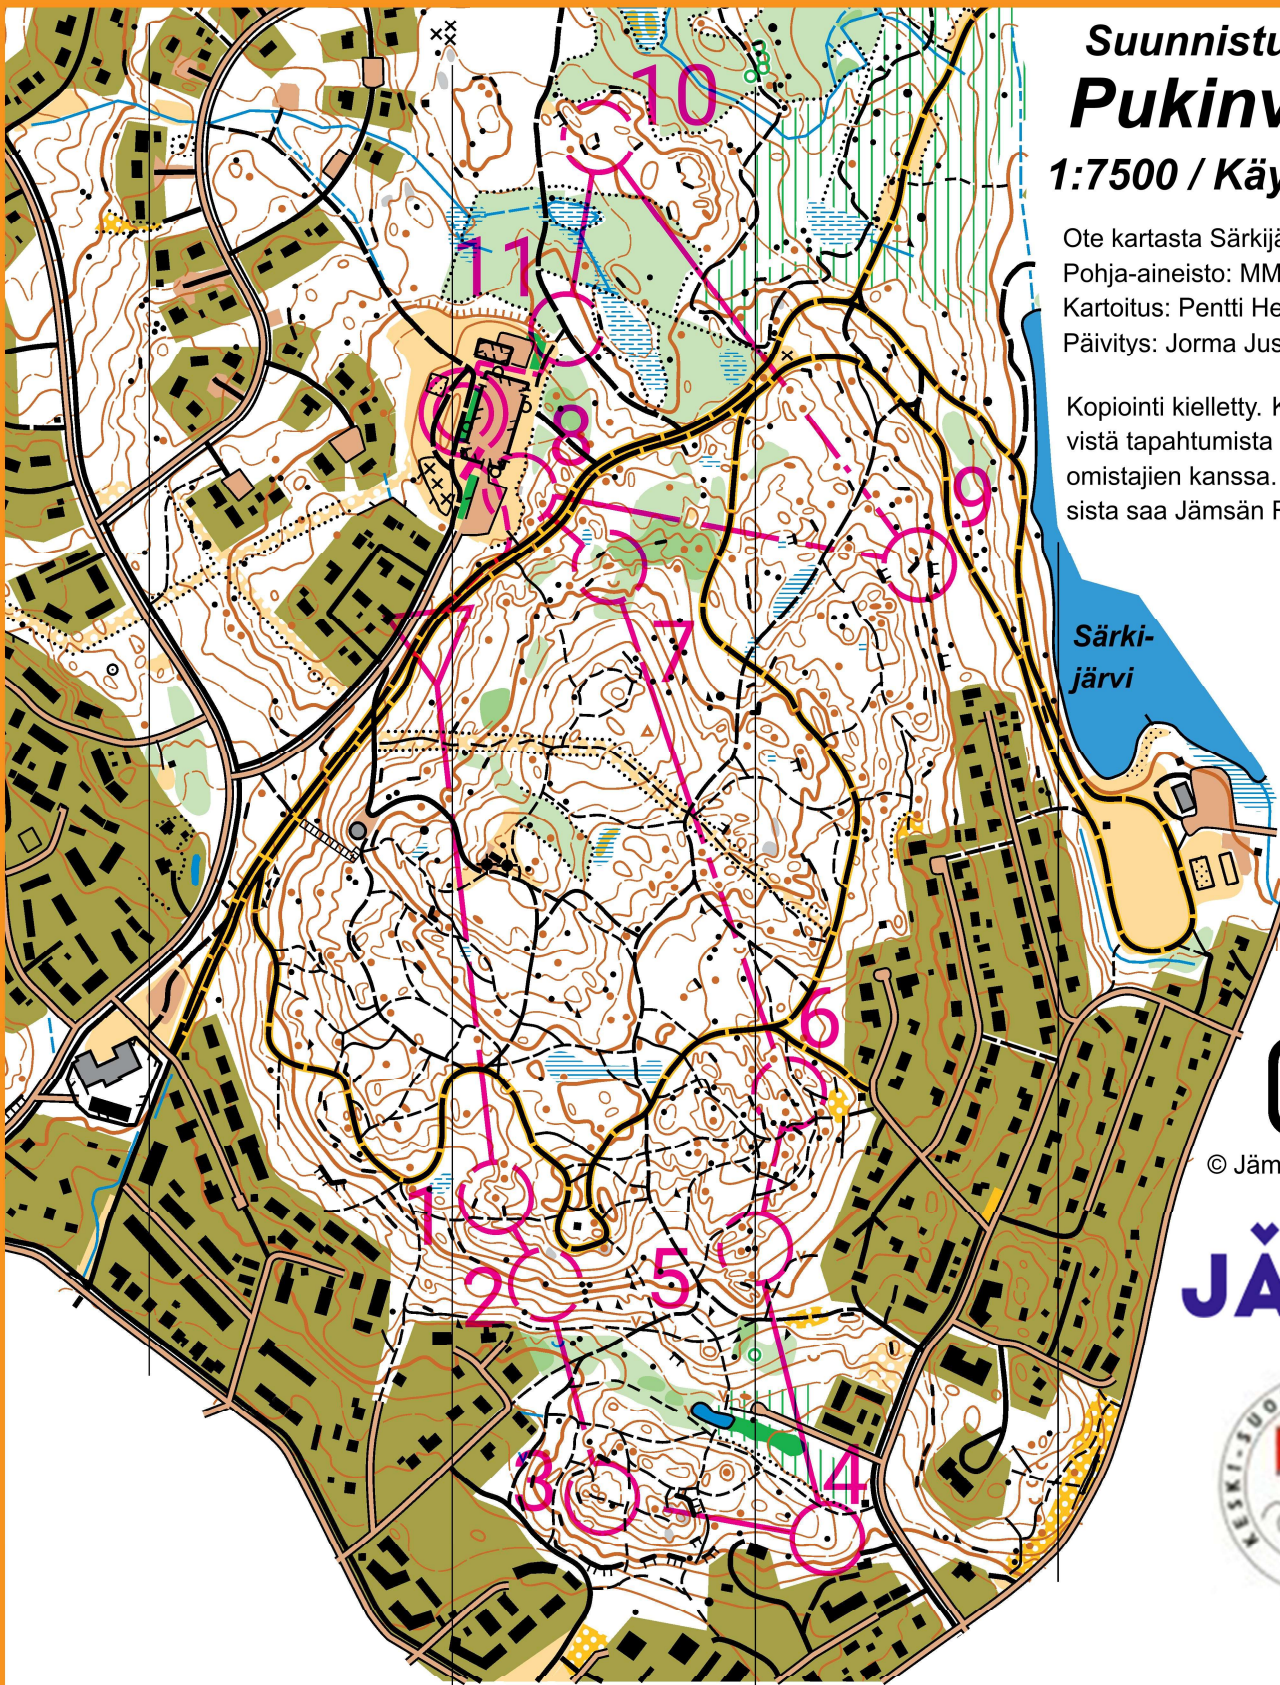 Suunnistu
Pukinv
1:7500 / Käy
Ote kartasta Särkijä
Pohja-aineisto: MM
Kartoitus: Pentti He
Päivitys: Jorma Jus
Kopiointi kielletty. K
vistä tapahtumista
omistajien kanssa.
sista saa Jämsän R
10
11
8
9
7
Särki-
järvi
6
© Jäm
1
2
5
JÄ
3
4
KESKI-SUO